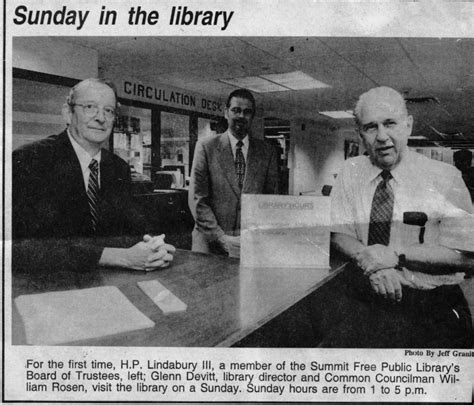 Sunday in the library
CIRCULATION DESK
LIBRARY HOURS
Photo By Jeff Granit
For the first time, H.P. Lindabury III, a member of the Summit Free Public Library's
Board of Trustees, left; Glenn Devitt, library director and Common Councilman Wil
liam Rosen, visit the library on a Sunday. Sunday hours are from 1 to 5 p.m.